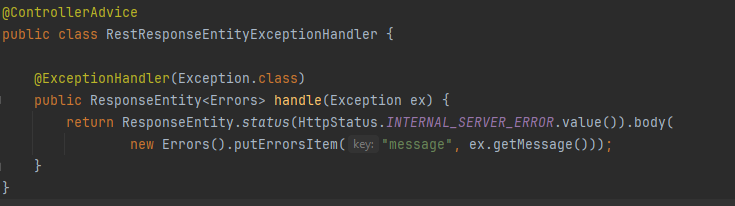 @ControllerAdvice
public class RestResponseEntityExceptionHandler {
@ExceptionHandler(Exception.class)
public ResponseEntity<Errors> handle(Exception ex) {
return ResponseEntity.status(HttpStatus.INTERNAL_SERVER_ERROR.value()).body(
new Errors().putErrorsItem( key: "message", ex.getMessage()));
}
}